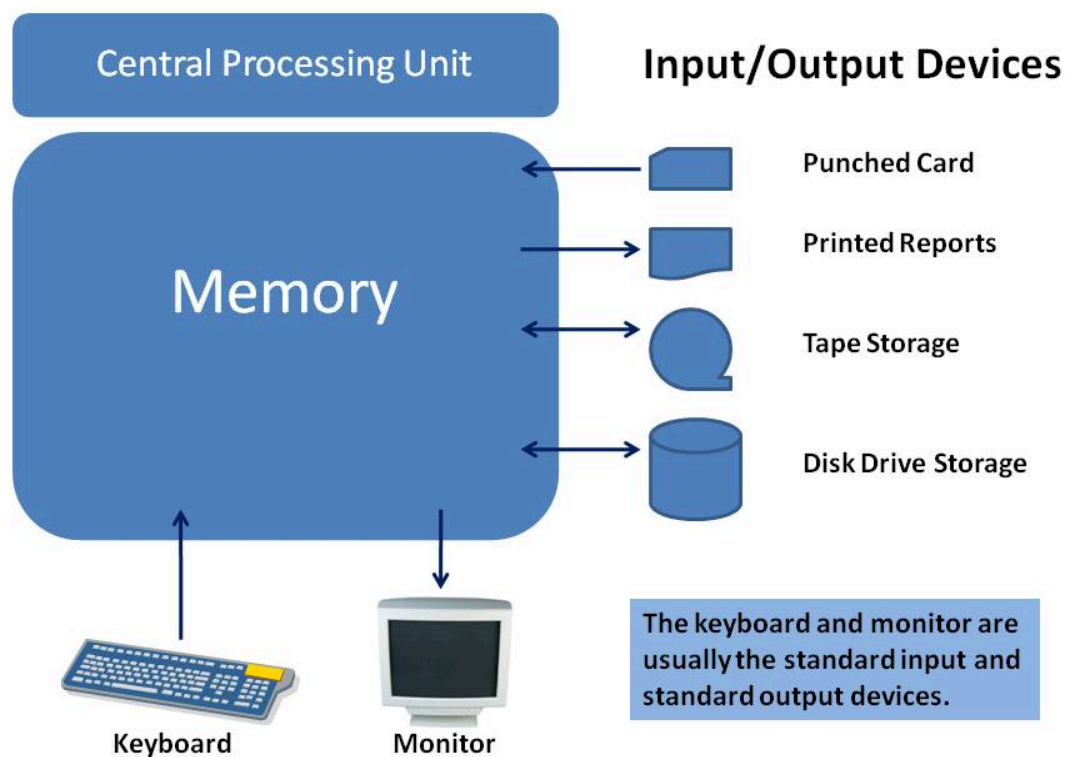 Central Processing Unit
Input/Output Devices
Memory
Punched Card
Printed Reports
Tape Storage
Disk Drive Storage
Keyboard
Monitor
The keyboard and monitor are
usually the standard input and
standard output devices.